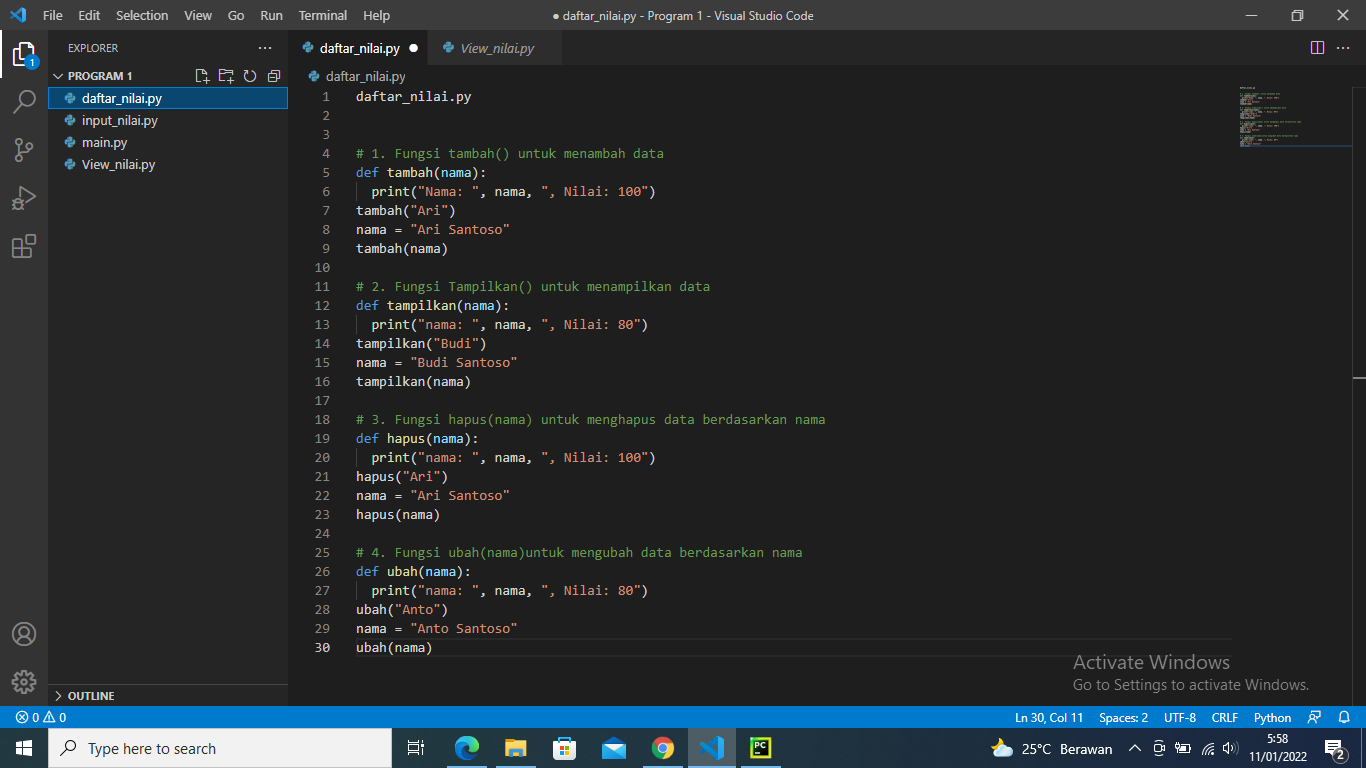 File Edit Selection View Go Run Terminal Help ● daftar_nilai.py - Program 1 - Visual Studio Code
EXPLORER ···
daftar_nilai.py ●
View_nilai.py
PROGRAM 1
daftar_nilai.py
input_nilai.py
main.py
View_nilai.py
OUTLINE
daftar_nilai.py
1 daftar_nilai.py
2
3
4 # 1. Fungsi tambah() untuk menambah data
5 def tambah(nama):
6   print("Nama: ", nama, ", Nilai: 100")
7 tambah("Ari")
8 nama = "Ari Santoso"
9 tambah(nama)
10
11 # 2. Fungsi Tampilkan() untuk menampilkan data
12 def tampilkan(nama):
13   print("nama: ", nama, ", Nilai: 80")
14 tampilkan("Budi")
15 nama = "Budi Santoso"
16 tampilkan(nama)
17
18 # 3. Fungsi hapus(nama) untuk menghapus data berdasarkan nama
19 def hapus(nama):
20   print("nama: ", nama, ", Nilai: 100")
21 hapus("Ari")
22 nama = "Ari Santoso"
23 hapus(nama)
24
25 # 4. Fungsi ubah(nama)untuk mengubah data berdasarkan nama
26 def ubah(nama):
27   print("nama: ", nama, ", Nilai: 80")
28 ubah("Anto")
29 nama = "Anto Santoso"
30 ubah(nama)
Activate Windows
Go to Settings to activate Windows.
1
0 0 Ln 30, Col 11 Spaces: 2 UTF-8 CRLF Python
Type here to search
PC
25°C Berawan
5:58
11/01/2022
2